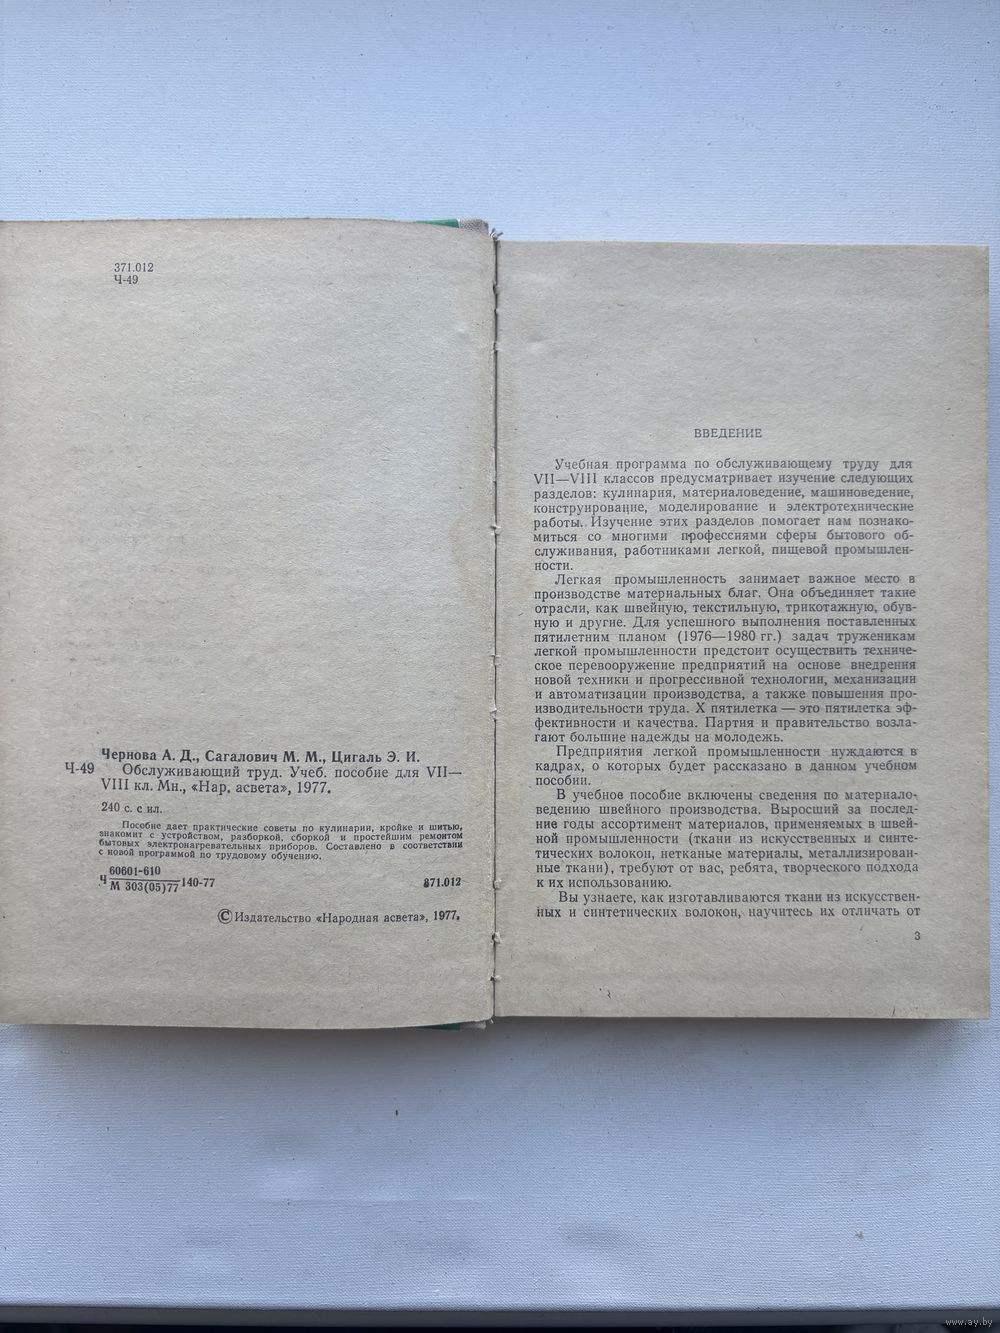 371.012
Ч-49
Чернова А. Д., Сагалович М. М., Цигаль Э. И.
Ч-49 Обслуживающий труд. Учеб. пособие для VII—
VIII кл. Мн., «Нар. асвета», 1977.
240 с. с ил.
Пособие дает практические советы по кулинарии, кройке и шитью,
знакомит с устройством, разборкой, сборкой и простейшим ремонтом
бытовых электронагревательных приборов. Составлено в соответствии
с новой программой по трудовому обучению.
60601-610
Ч М 303(05)77 140-77 871.012
© Издательство «Народная асвета», 1977.
ВВЕДЕНИЕ
Учебная программа по обслуживающему труду для
VII—VIII классов предусматривает изучение следующих
разделов: кулинария, материаловедение, машиноведение,
конструирование, моделирование и электротехнические
работы. Изучение этих разделов помогает нам познако-
миться со многими профессиями сферы бытового об-
служивания, работниками легкой, пищевой промышлен-
ности.
Легкая промышленность занимает важное место в
производстве материальных благ. Она объединяет такие
отрасли, как швейную, текстильную, трикотажную, обув-
ную и другие. Для успешного выполнения поставленных
пятилетним планом (1976—1980 гг.) задач труженикам
легкой промышленности предстоит осуществить техниче-
ское перевооружение предприятий на основе внедрения
новой техники и прогрессивной технологии, механизации
и автоматизации производства, а также повышения про-
изводительности труда. X пятилетка — это пятилетка эф-
фективности и качества. Партия и правительство возла-
гают большие надежды на молодежь.
Предприятия легкой промышленности нуждаются в
кадрах, о которых будет рассказано в данном учебном
пособии.
В учебное пособие включены сведения по материало-
ведению швейного производства. Выросший за послед-
ние годы ассортимент материалов, применяемых в швей-
ной промышленности (ткани из искусственных и синте-
тических волокон, нетканые материалы, металлизирован-
ные ткани), требуют от вас, ребята, творческого подхода
к их использованию.
Вы узнаете, как изготавливаются ткани из искусствен-
ных и синтетических волокон, научитесь их отличать от
3
www.ay.by